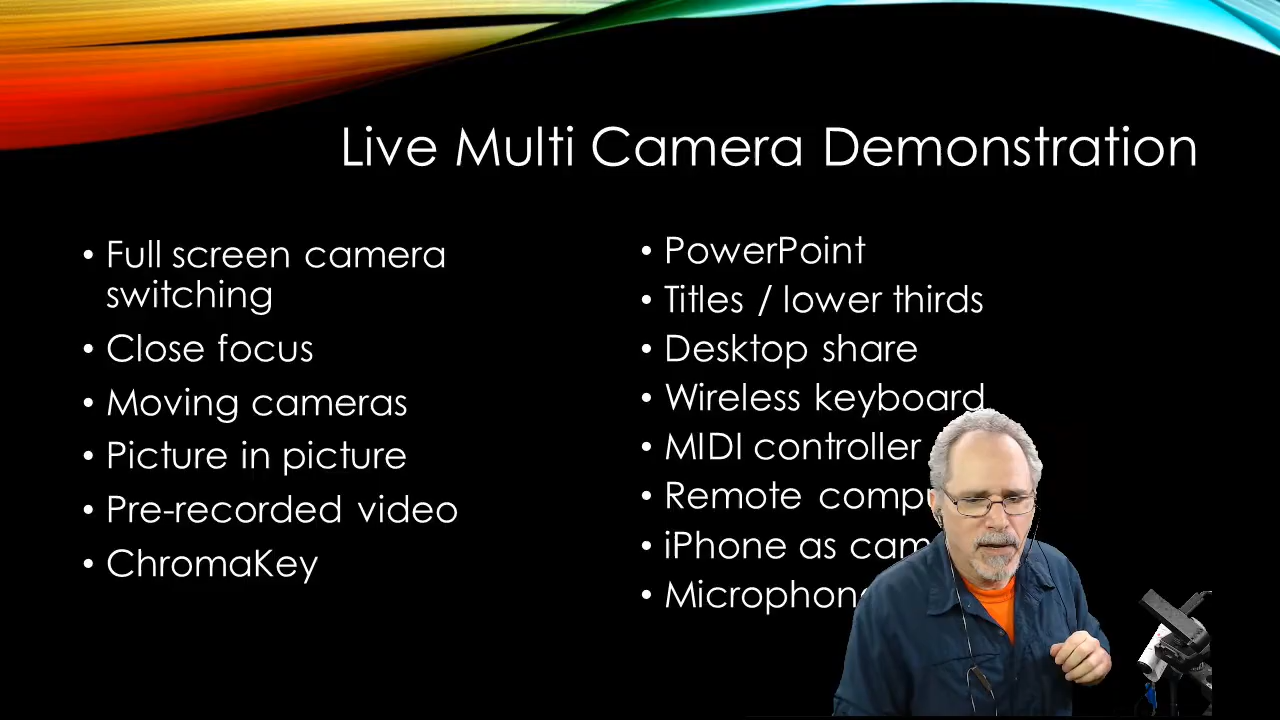 Live Multi Camera Demonstration
• Full screen camera
switching
• Close focus
• Moving cameras
• Picture in picture
• Pre-recorded video
• ChromaKey
• PowerPoint
• Titles / lower thirds
• Desktop share
• Wireless keyboard
• MIDI controller
• Remote
• iPhone as